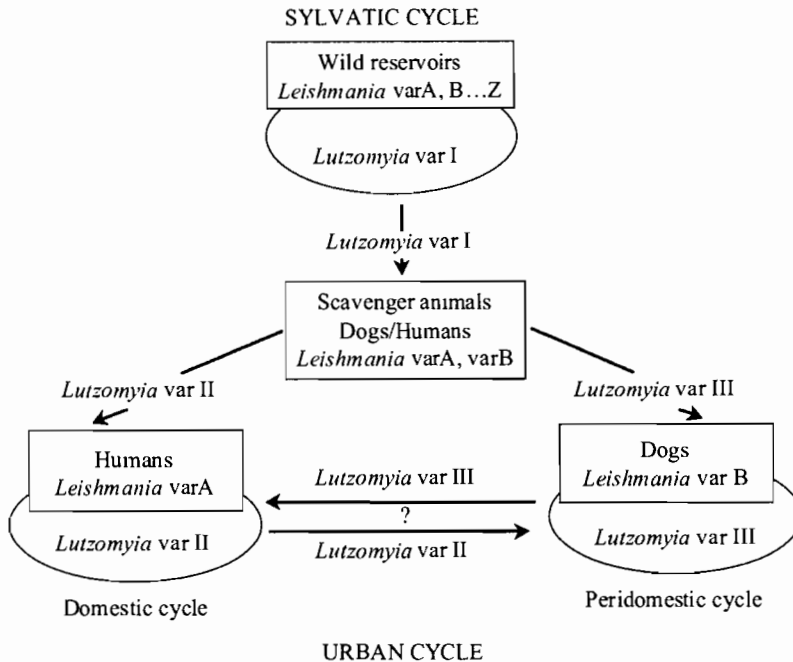 SYLVATIC CYCLE
Wild reservoirs
Leishmania varA, B...Z
Lutzomyia var I
Lutzomyia var I
Scavenger animals
Dogs/Humans
Leishmania varA, varB
Lutzomyia var II
Lutzomyia var III
Humans
Leishmania varA
Lutzomyia var II
Domestic cycle
Lutzomyia var III
?
Lutzomyia var II
Dogs
Leishmania var B
Lutzomyia var III
Peridomestic cycle
URBAN CYCLE